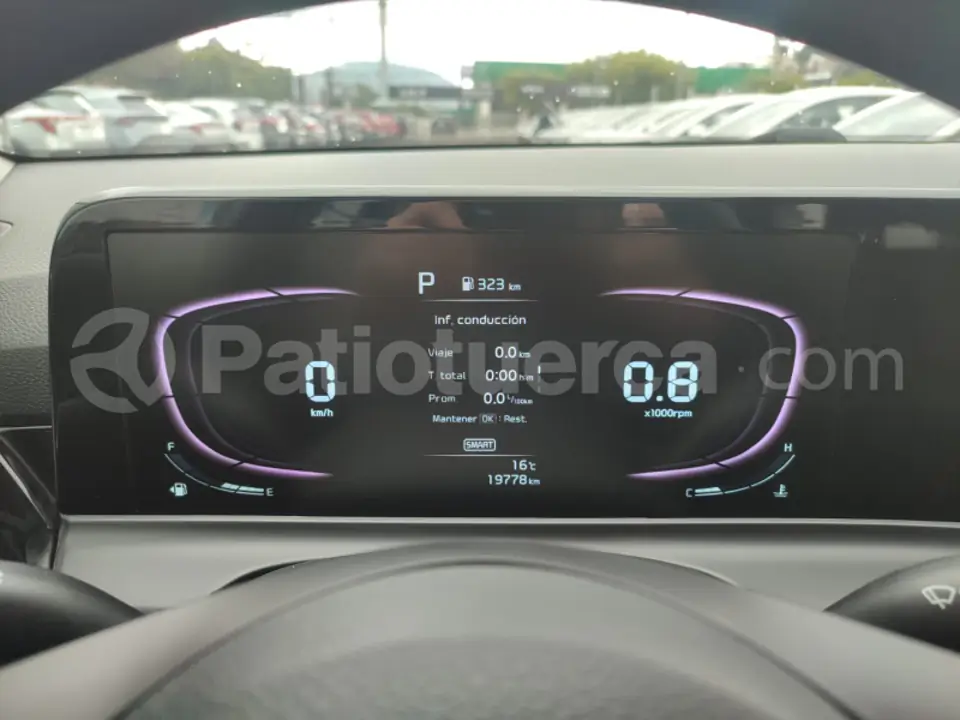 P 323 km
Inf. conducción
Viaje 0.0 km
T total 0:00 h:m
Prom. 0.0 L/100km
Mantener OK : Rest.
SMART
16℃
19778 km
0
km/h
0.8
x1000rpm
F
E
H
C
Patiotuerca.com